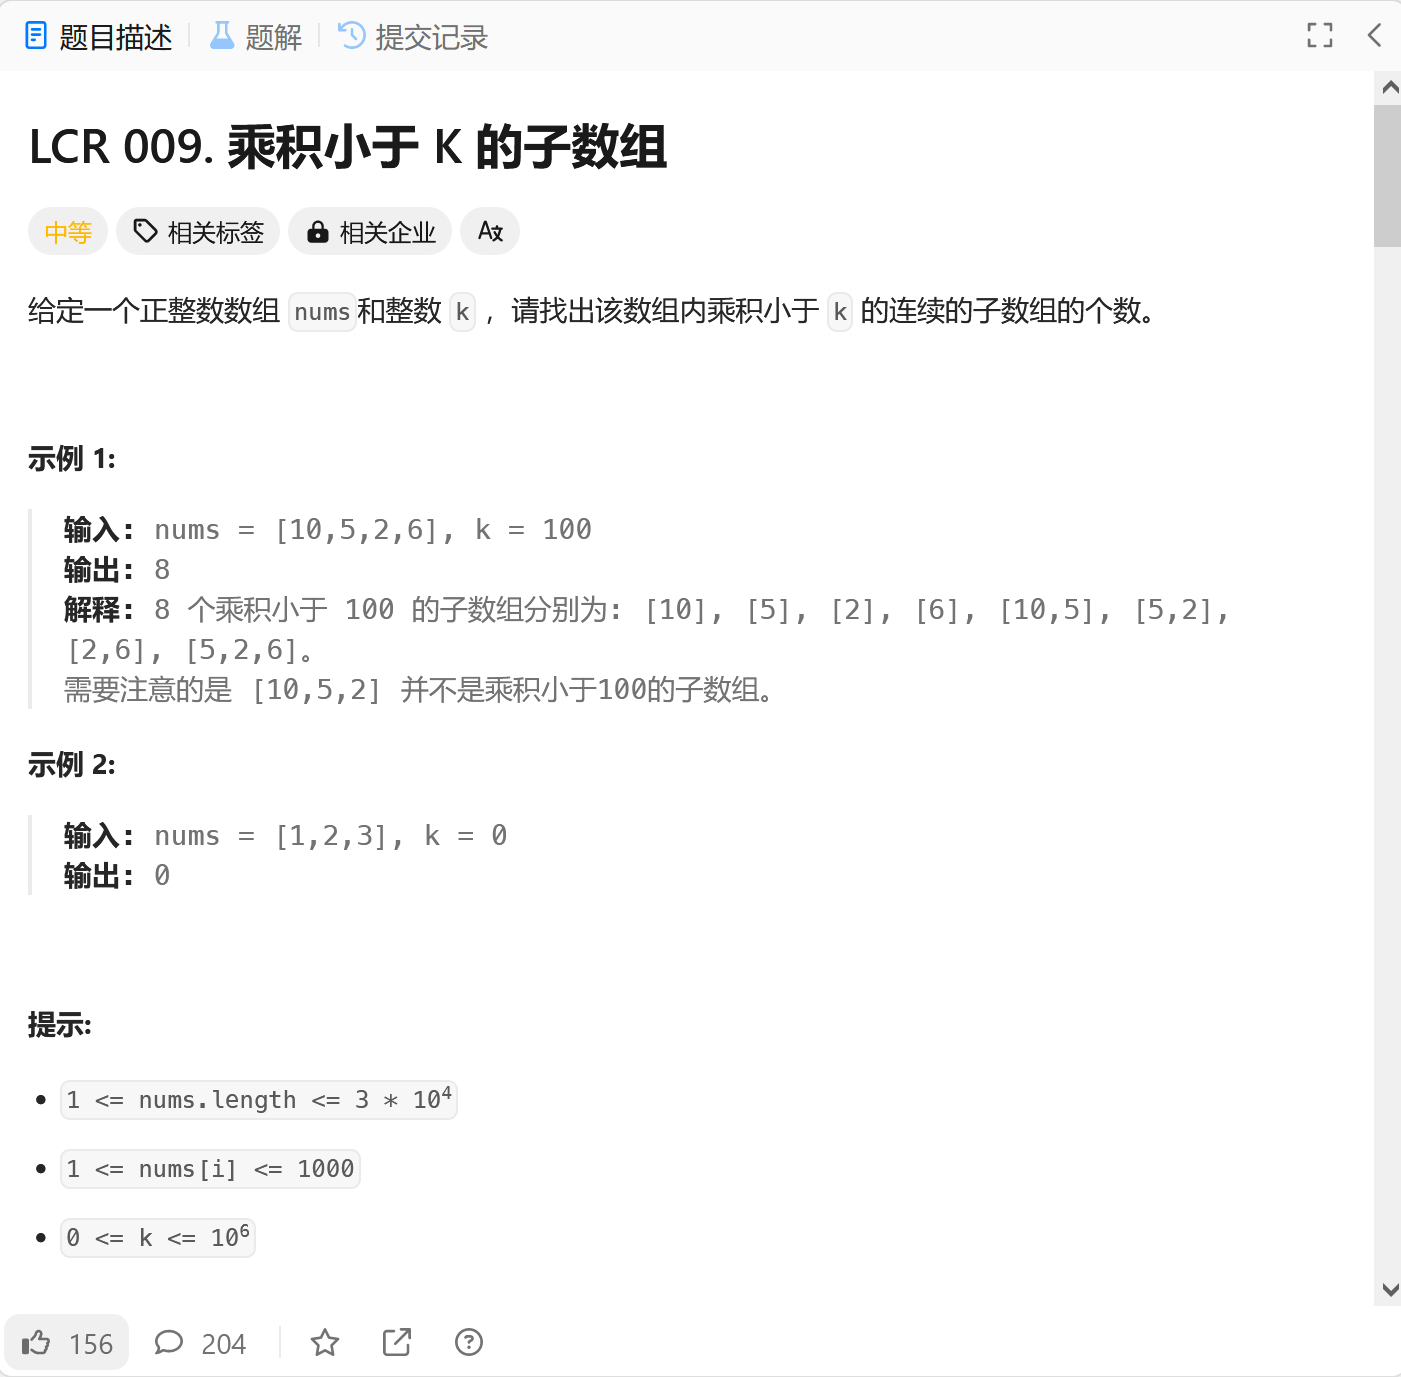 题目描述 题解 提交记录
LCR 009. 乘积小于 K 的子数组
中等 相关标签 相关企业
给定一个正整数数组 nums和整数 k ，请找出该数组内乘积小于 k 的连续的子数组的个数。
示例 1:
输入: nums = [10,5,2,6], k = 100
输出: 8
解释: 8 个乘积小于 100 的子数组分别为: [10], [5], [2], [6], [10,5], [5,2],
[2,6], [5,2,6]。
需要注意的是 [10,5,2] 并不是乘积小于100的子数组。
示例 2:
输入: nums = [1,2,3], k = 0
输出: 0
提示:
1 <= nums.length <= 3 * 10⁴
1 <= nums[i] <= 1000
0 <= k <= 10⁶
156 204